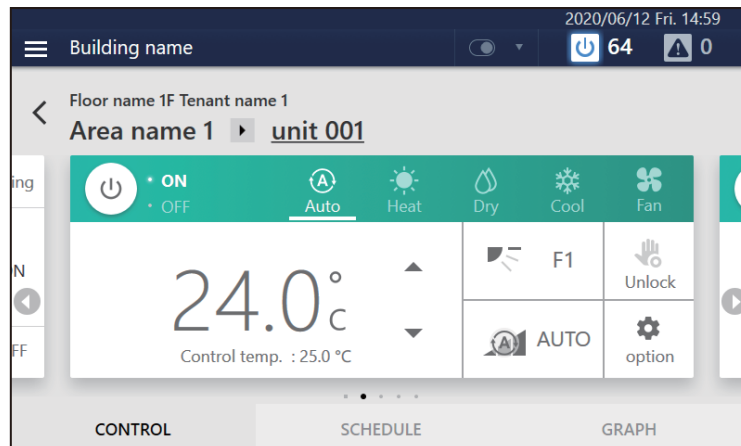 2020/06/12 Fri. 14:59
Building name
64
0
Floor name 1F Tenant name 1
Area name 1 unit 001
ing
ON
OFF
A
Auto
Heat
Dry
Cool
Fan
N
FF
24.0°C
Control temp. : 25.0 °C
F1
Unlock
A
AUTO
option
CONTROL
SCHEDULE
GRAPH